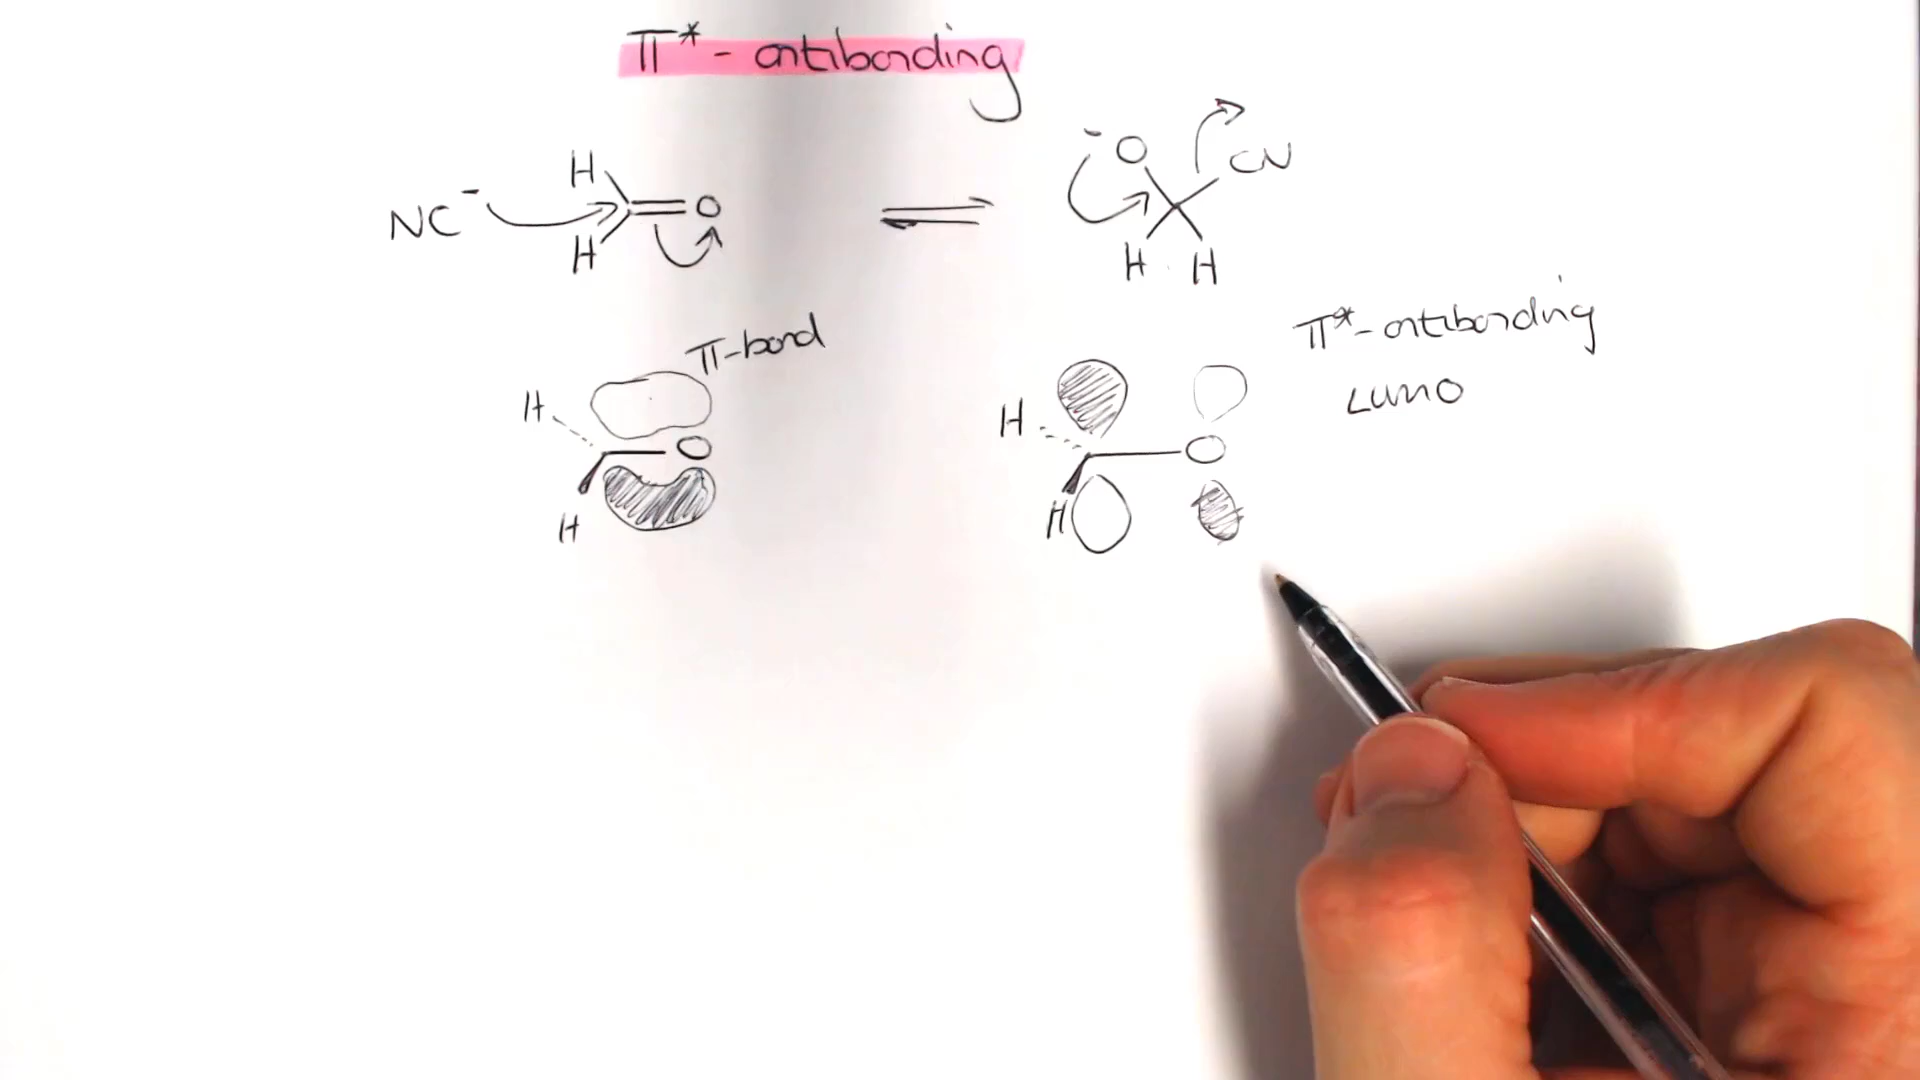 π* - antibonding
H
NC⁻
O
H
⁻O
CN
H H
π-bond
H
O
H
π*-antibonding
LUMO
H
O
H